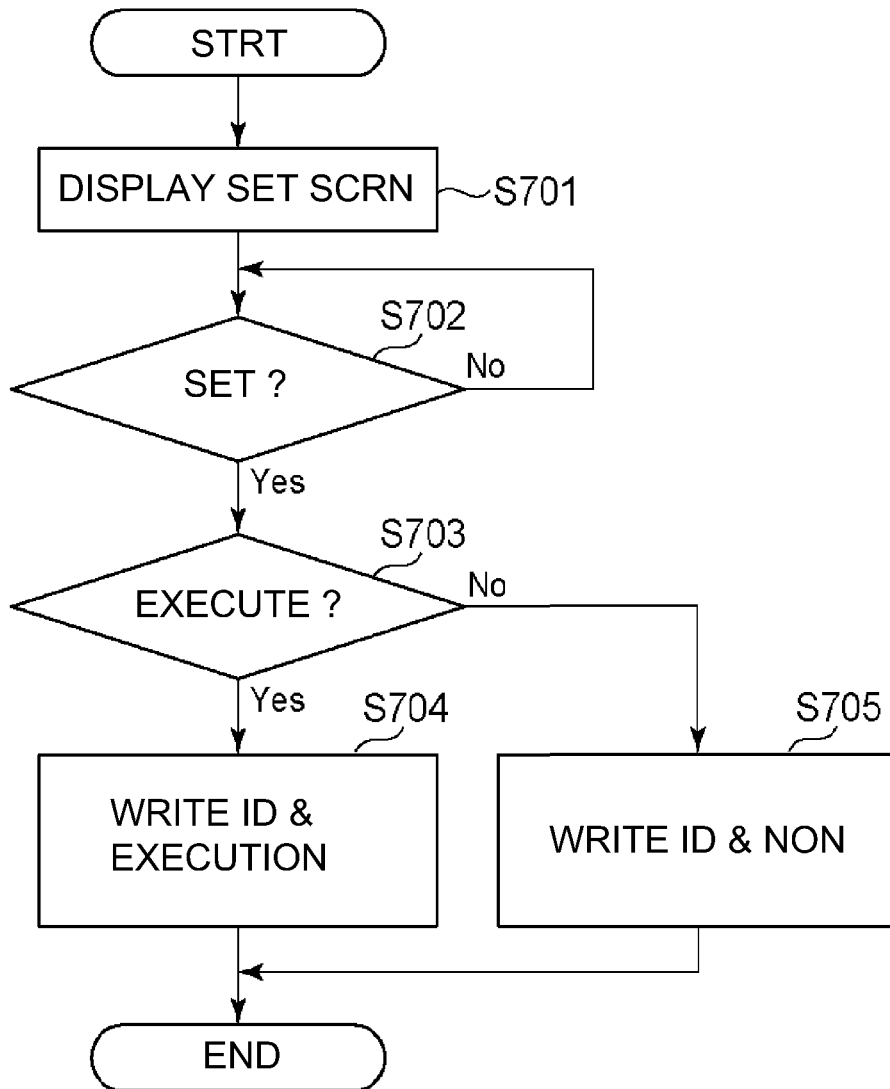 STRT
DISPLAY SET SCRN
S701
S702
SET ?
No
Yes
S703
EXECUTE ?
No
Yes
S704
WRITE ID &
EXECUTION
S705
WRITE ID & NON
END